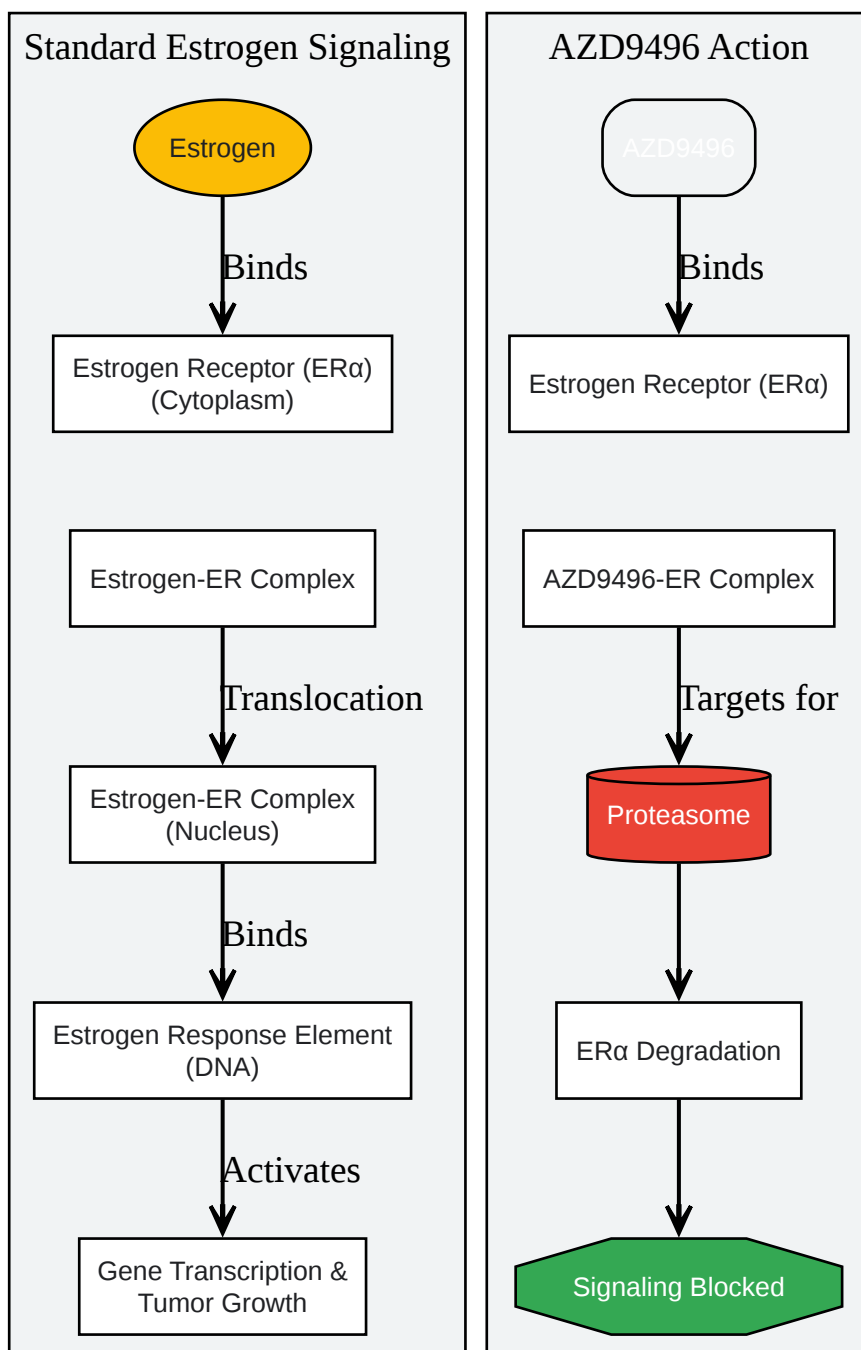 Standard Estrogen Signaling
Estrogen
Binds
Estrogen Receptor (ERα)
(Cytoplasm)
Estrogen-ER Complex
Translocation
Estrogen-ER Complex
(Nucleus)
Binds
Estrogen Response Element
(DNA)
Activates
Gene Transcription &
Tumor Growth
AZD9496 Action
AZD9496
Binds
Estrogen Receptor (ERα)
AZD9496-ER Complex
Targets for
Proteasome
ERα Degradation
Signaling Blocked